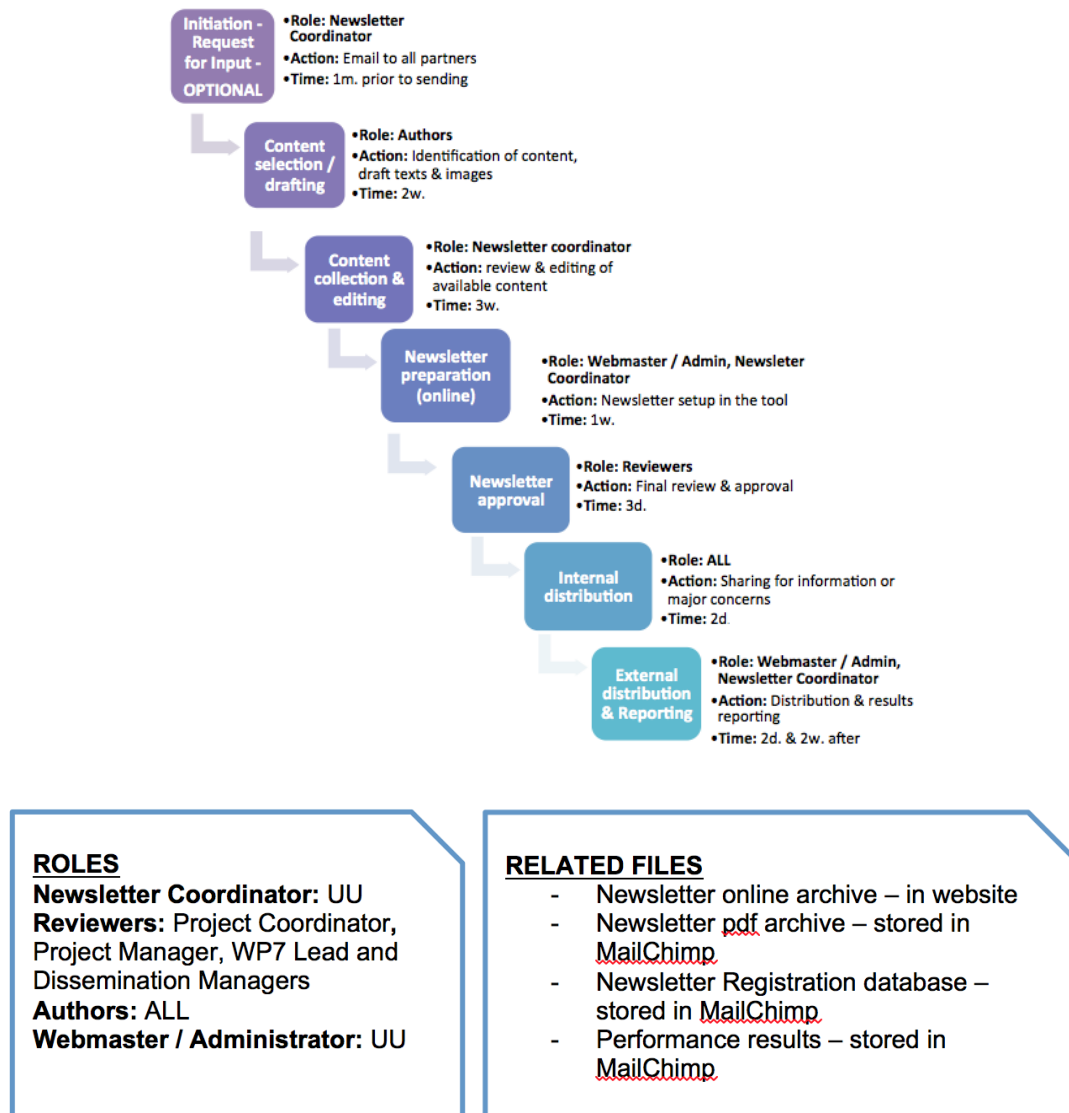 Initiation -
Request
for Input -
OPTIONAL
•Role: Newsletter
Coordinator
•Action: Email to all partners
•Time: 1m. prior to sending
Content
selection /
drafting
•Role: Authors
•Action: Identification of content,
draft texts & images
•Time: 2w.
Content
collection &
editing
•Role: Newsletter coordinator
•Action: review & editing of
available content
•Time: 3w.
Newsletter
preparation
(online)
•Role: Webmaster / Admin, Newsleter
Coordinator
•Action: Newsletter setup in the tool
•Time: 1w.
Newsletter
approval
•Role: Reviewers
•Action: Final review & approval
•Time: 3d.
Internal
distribution
•Role: ALL
•Action: Sharing for information or
major concerns
•Time: 2d.
External
distribution
& Reporting
•Role: Webmaster / Admin,
Newsletter Coordinator
•Action: Distribution & results
reporting
•Time: 2d. & 2w. after
ROLES
Newsletter Coordinator: UU
Reviewers: Project Coordinator,
Project Manager, WP7 Lead and
Dissemination Managers
Authors: ALL
Webmaster / Administrator: UU
RELATED FILES
- Newsletter online archive – in website
- Newsletter pdf archive – stored in
MailChimp
- Newsletter Registration database –
stored in MailChimp
- Performance results – stored in
MailChimp